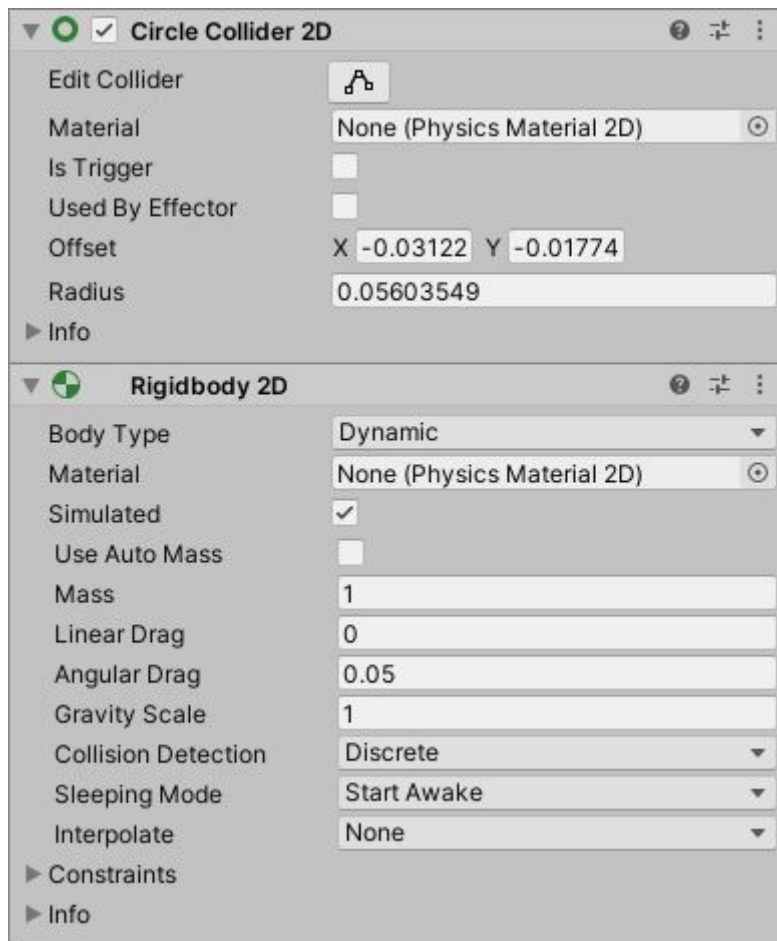 Circle Collider 2D
Edit Collider
Material None (Physics Material 2D)
Is Trigger
Used By Effector
Offset X -0.03122 Y -0.01774
Radius 0.05603549
Info
Rigidbody 2D
Body Type Dynamic
Material None (Physics Material 2D)
Simulated
Use Auto Mass
Mass 1
Linear Drag 0
Angular Drag 0.05
Gravity Scale 1
Collision Detection Discrete
Sleeping Mode Start Awake
Interpolate None
Constraints
Info